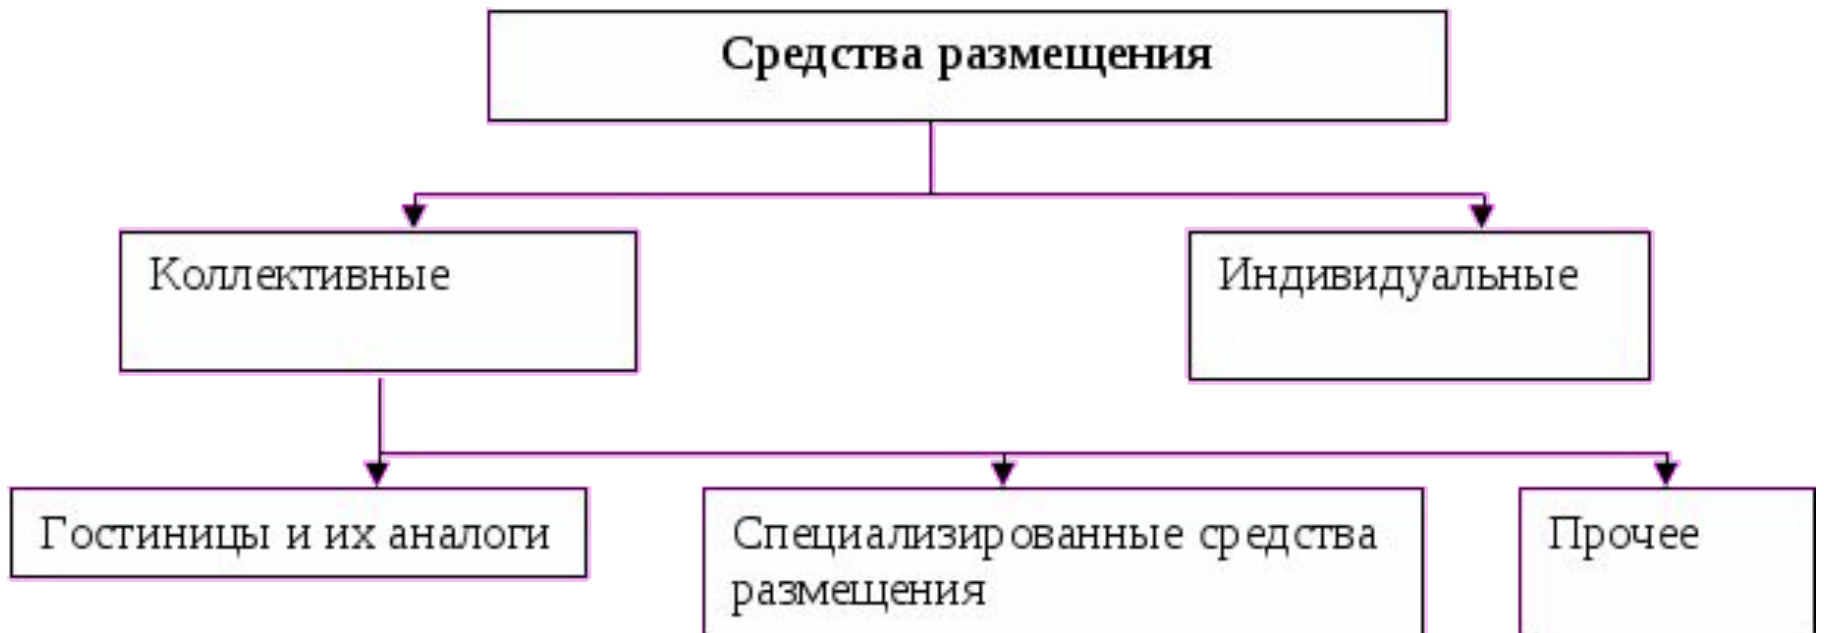 Средства размещения
Коллективные
Индивидуальные
Гостиницы и их аналоги
Специализированные средства
размещения
Прочее